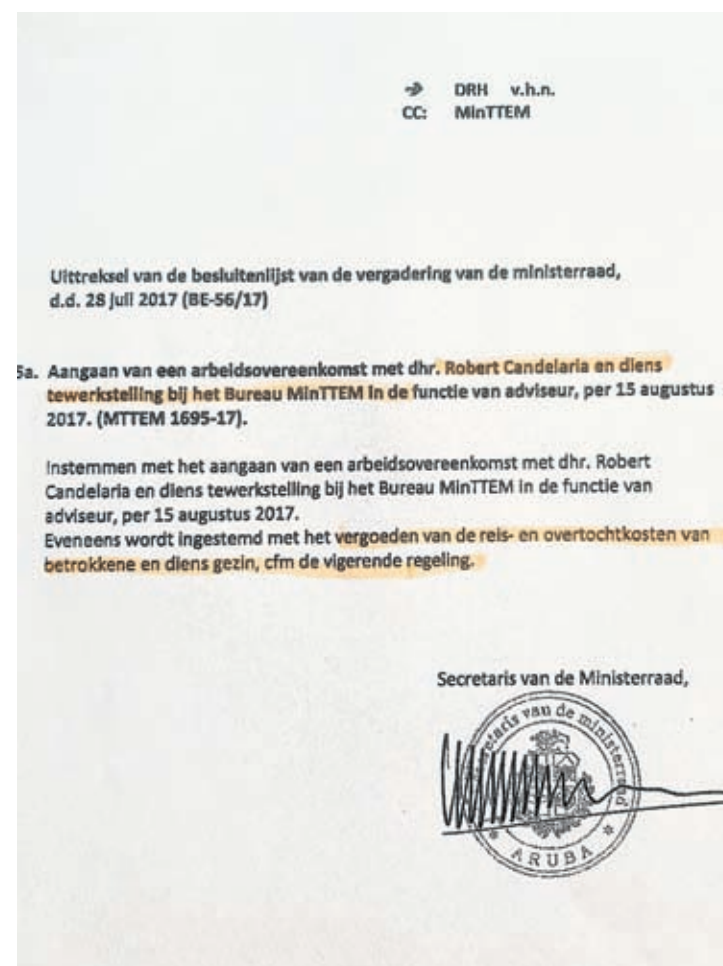 → DRH v.h.n.
CC: MinTTEM
Uittreksel van de besluitenlijst van de vergadering van de ministerraad,
d.d. 28 juli 2017 (BE-56/17)
5a. Aangaan van een arbeidsovereenkomst met dhr. Robert Candelaria en diens
tewerkstelling bij het Bureau MinTTEM in de functie van adviseur, per 15 augustus
2017. (MTTEM 1695-17).
Instemmen met het aangaan van een arbeidsovereenkomst met dhr. Robert
Candelaria en diens tewerkstelling bij het Bureau MinTTEM in de functie van
adviseur, per 15 augustus 2017.
Eveneens wordt ingestemd met het vergoeden van de reis- en overtochtkosten van
betrokkene en diens gezin, cfm de vigerende regeling.
Secretaris van de Ministerraad,
van de ministerraad
* ARUBA *